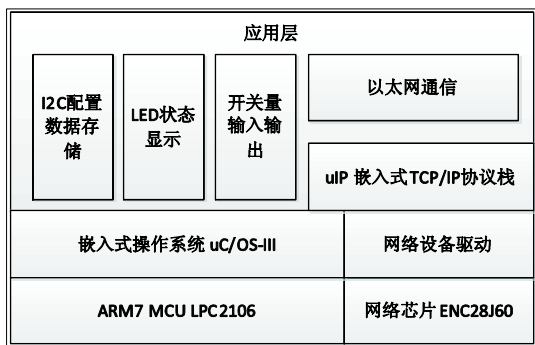 应用层
I2C配置
数据存
储
LED状态
显示
开关量
输入输
出
以太网通信
uIP 嵌入式TCP/IP协议栈
嵌入式操作系统 uC/OS-III
网络设备驱动
ARM7 MCU LPC2106
网络芯片 ENC28J60